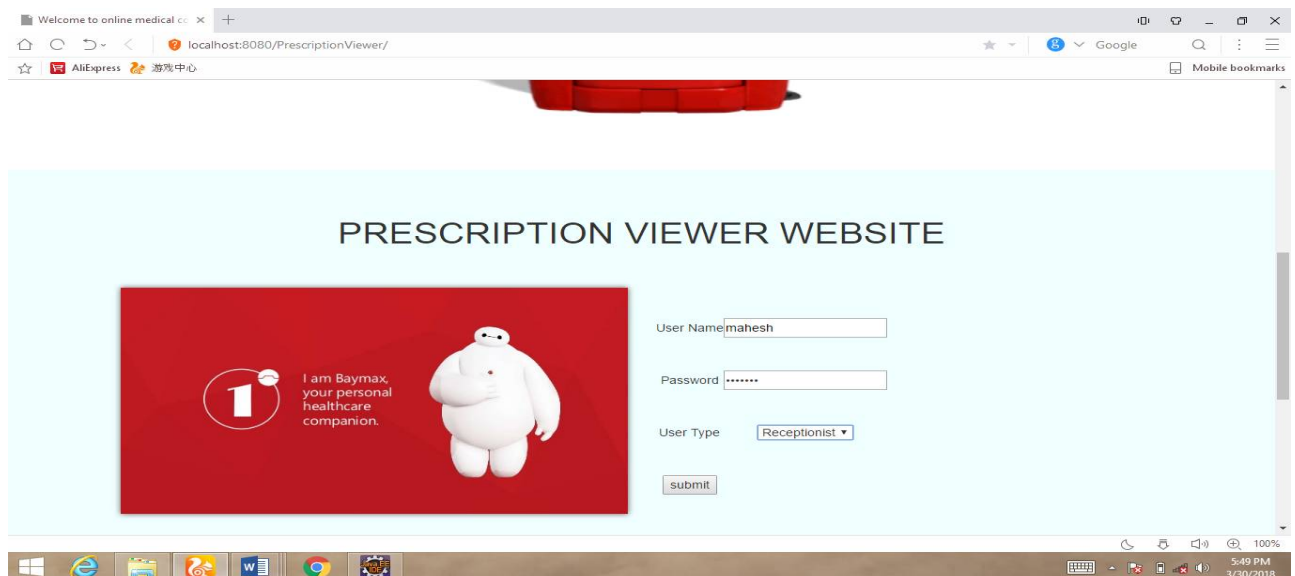 Welcome to online medical cc
localhost:8080/PrescriptionViewer/
Google
AliExpress
游戏中心
Mobile bookmarks
PRESCRIPTION VIEWER WEBSITE
I am Baymax,
your personal
healthcare
companion.
User Name mahesh
Password •••••••
User Type Receptionist
submit
100%
5:49 PM
3/30/2018